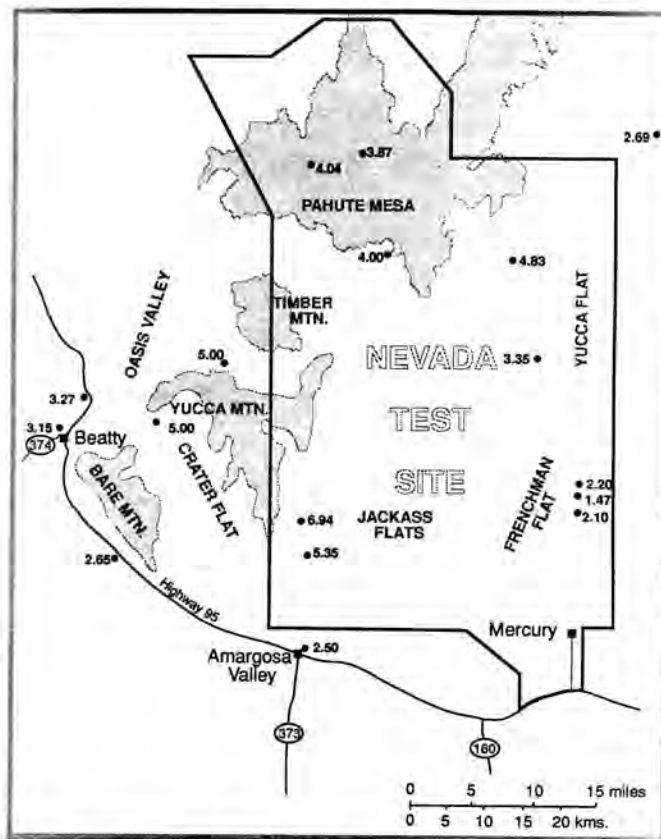 2.69
3.87
4.04
PAHUTE MESA
4.00
4.83
OASIS VALLEY
TIMBER
MTN.
YUCCA FLAT
NEVADA
TEST
SITE
5.00
3.35
3.27
YUCCA MTN.
3.15
5.00
374
Beatty
BARE MTN.
CRATER FLAT
2.20
1.47
2.10
FRENCHMAN
FLAT
6.94
JACKASS
FLATS
5.35
2.65
Highway 95
Mercury
2.50
Amargosa
Valley
373
160
0 5 10 15 miles
0 5 10 15 20 kms.